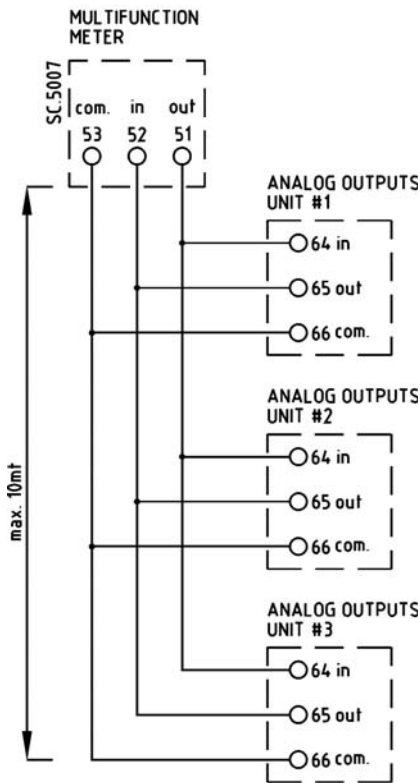 MULTIFUNCTION
METER
SC.5007
com. in out
53 52 51
ANALOG OUTPUTS
UNIT #1
64 in
65 out
66 com.
ANALOG OUTPUTS
UNIT #2
64 in
65 out
66 com.
max. 10mt
ANALOG OUTPUTS
UNIT #3
64 in
65 out
66 com.